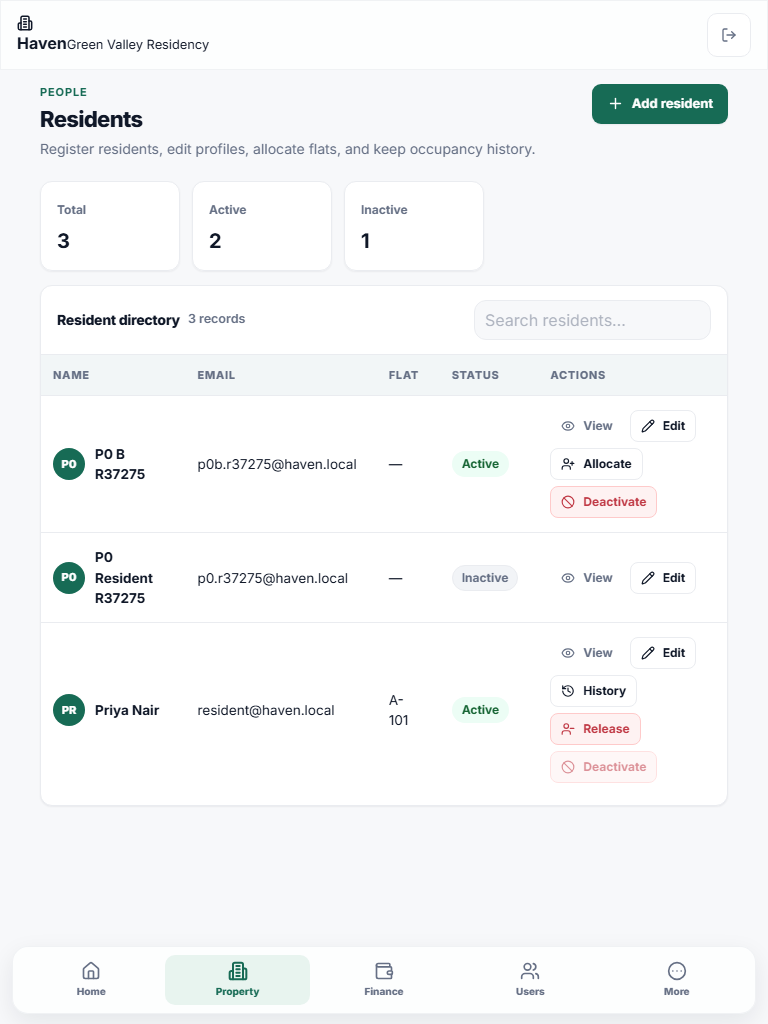 HavenGreen Valley Residency
PEOPLE
Residents
Register residents, edit profiles, allocate flats, and keep occupancy history.
Add resident
Total
3
Active
2
Inactive
1
Resident directory 3 records
Search residents...
NAME EMAIL FLAT STATUS ACTIONS
P0 P0 B R37275 p0b.r37275@haven.local — Active View Edit
Allocate
Deactivate
P0 P0 Resident R37275 p0.r37275@haven.local — Inactive View Edit
PR Priya Nair resident@haven.local A-101 Active View Edit
History
Release
Deactivate
Home Property Finance Users More